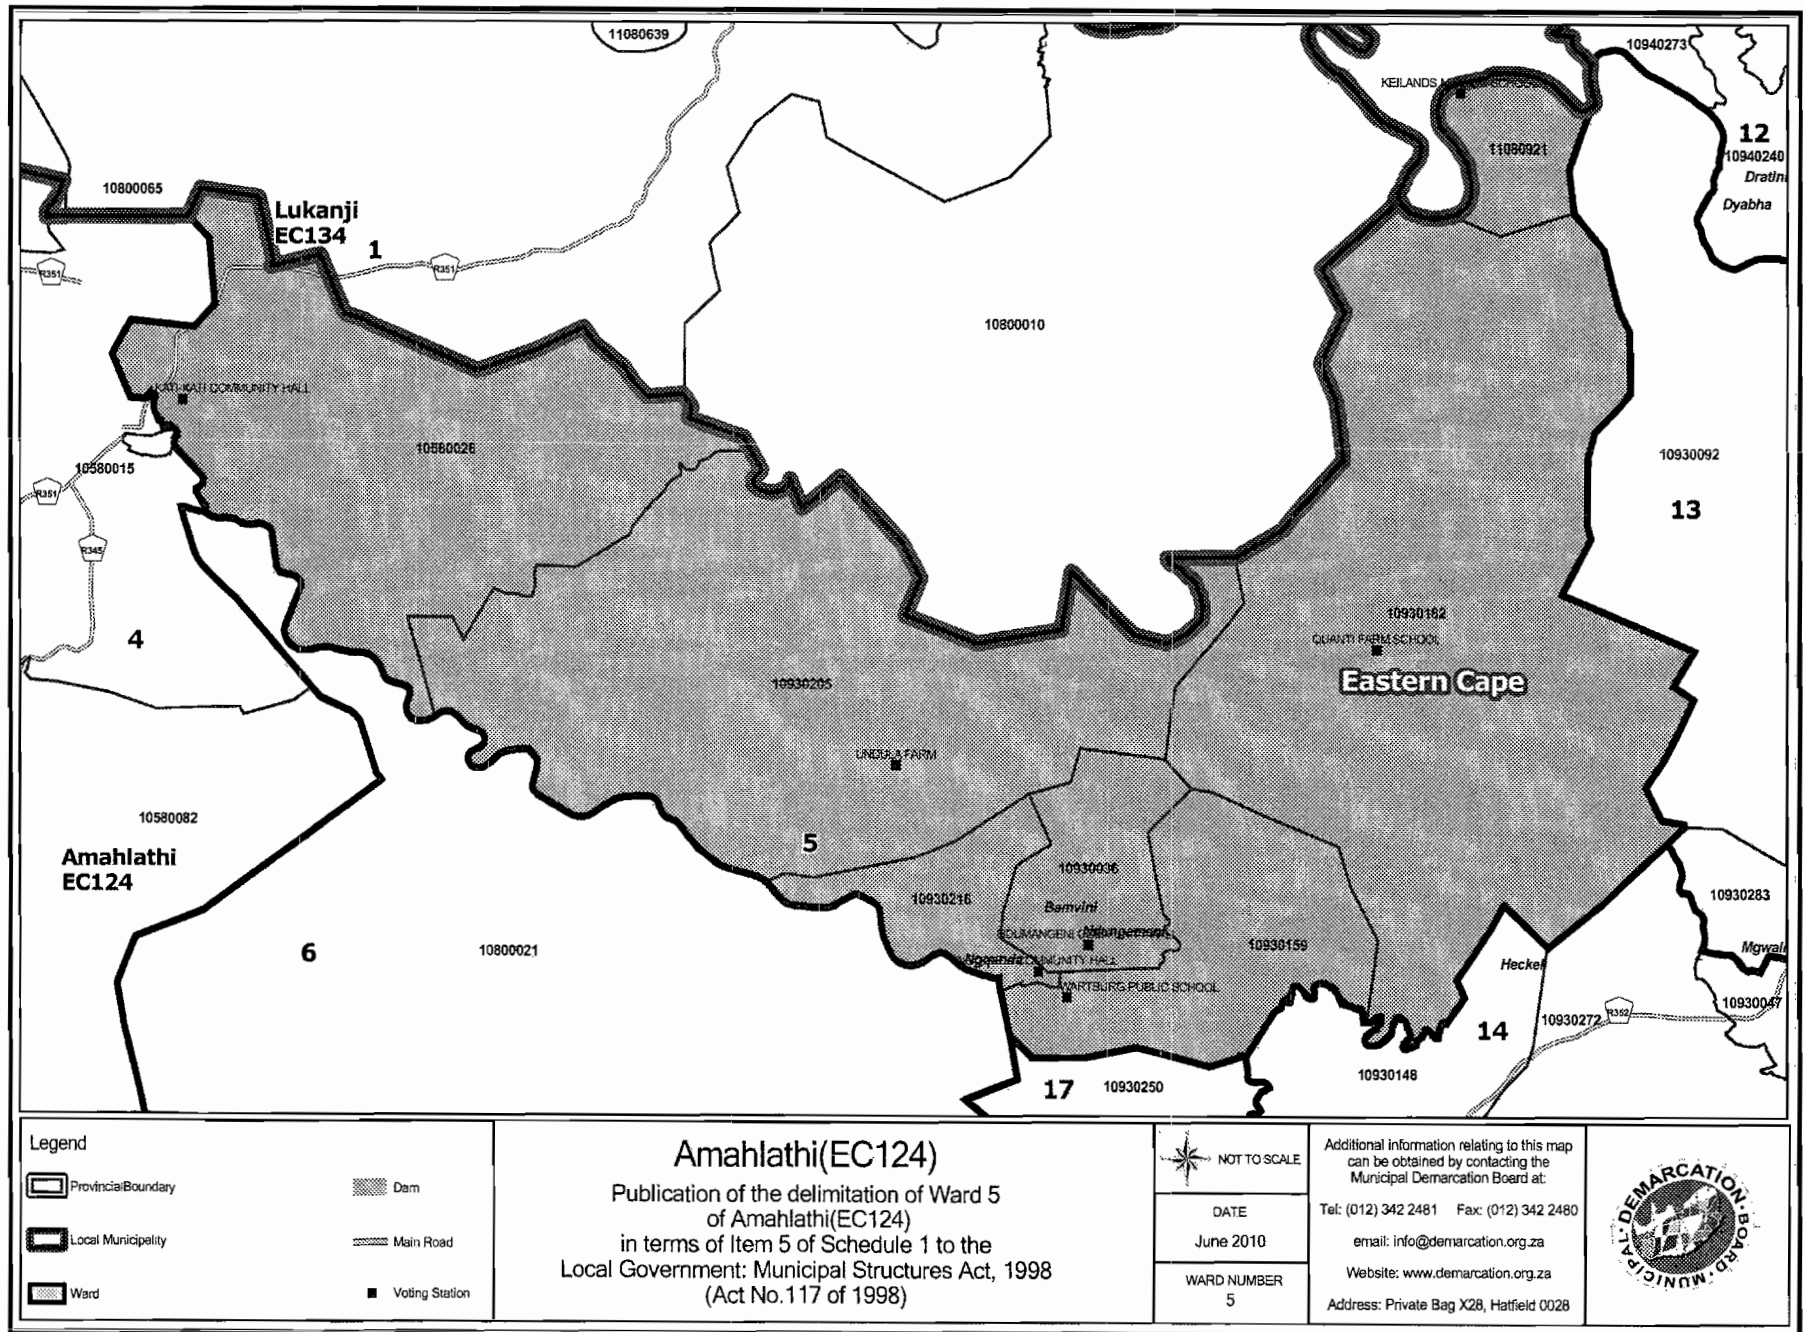 11080639
10940273
KEILANDS
12
10940240
Dratini
Dyabha
11080921
10800065
Lukanji
EC134
1
R351
R351
10800010
KATI-KATI COMMUNITY HALL
10580026
10580015
R351
10930092
13
R345
10930182
QUANTI FARM SCHOOL
4
Eastern Cape
10930205
UNDULA FARM
10580082
5
Amahlathi
EC124
10930036
10930216
10930283
Bamvini
10930159
6
10800021
Mgwali
COMMUNITY HALL
Heckel
WARTBURG PUBLIC SCHOOL
10930047
10930272
R352
14
10930148
17
10930250
Legend
Provincial Boundary
Dam
Local Municipality
Main Road
Ward
Voting Station
Amahlathi(EC124)
Publication of the delimitation of Ward 5
of Amahlathi(EC124)
in terms of Item 5 of Schedule 1 to the
Local Government: Municipal Structures Act, 1998
(Act No.117 of 1998)
NOT TO SCALE
DATE
June 2010
WARD NUMBER
5
Additional information relating to this map
can be obtained by contacting the
Municipal Demarcation Board at:
Tel: (012) 342 2481 Fax: (012) 342 2480
email: info@demarcation.org.za
Website: www.demarcation.org.za
Address: Private Bag X28, Hatfield 0028
MUNICIPAL DEMARCATION BOARD